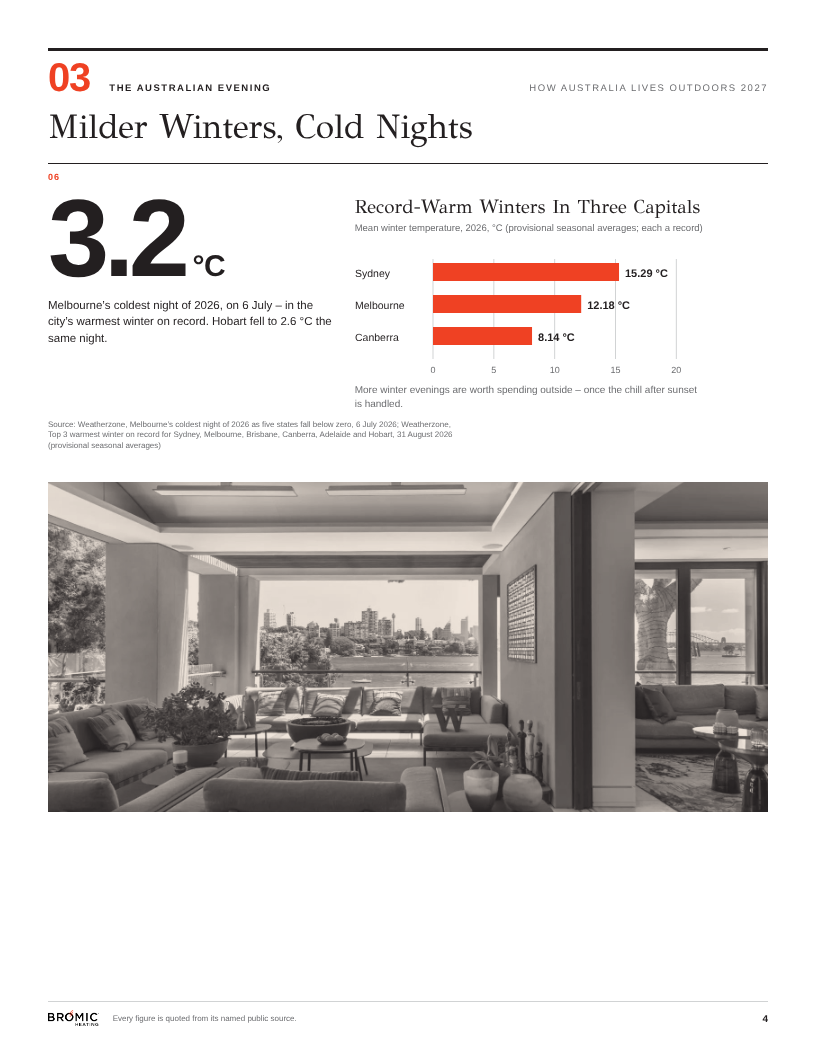 03 THE AUSTRALIAN EVENING
HOW AUSTRALIA LIVES OUTDOORS 2027
Milder Winters, Cold Nights
06
3.2 °C
Melbourne’s coldest night of 2026, on 6 July – in the
city’s warmest winter on record. Hobart fell to 2.6 °C the
same night.
Record-Warm Winters In Three Capitals
Mean winter temperature, 2026, °C (provisional seasonal averages; each a record)
Sydney 15.29 °C
Melbourne 12.18 °C
Canberra 8.14 °C
0 5 10 15 20
More winter evenings are worth spending outside – once the chill after sunset
is handled.
Source: Weatherzone, Melbourne’s coldest night of 2026 as five states fall below zero, 6 July 2026; Weatherzone,
Top 3 warmest winter on record for Sydney, Melbourne, Brisbane, Canberra, Adelaide and Hobart, 31 August 2026
(provisional seasonal averages)
BROMIC
HEATING
Every figure is quoted from its named public source.
4